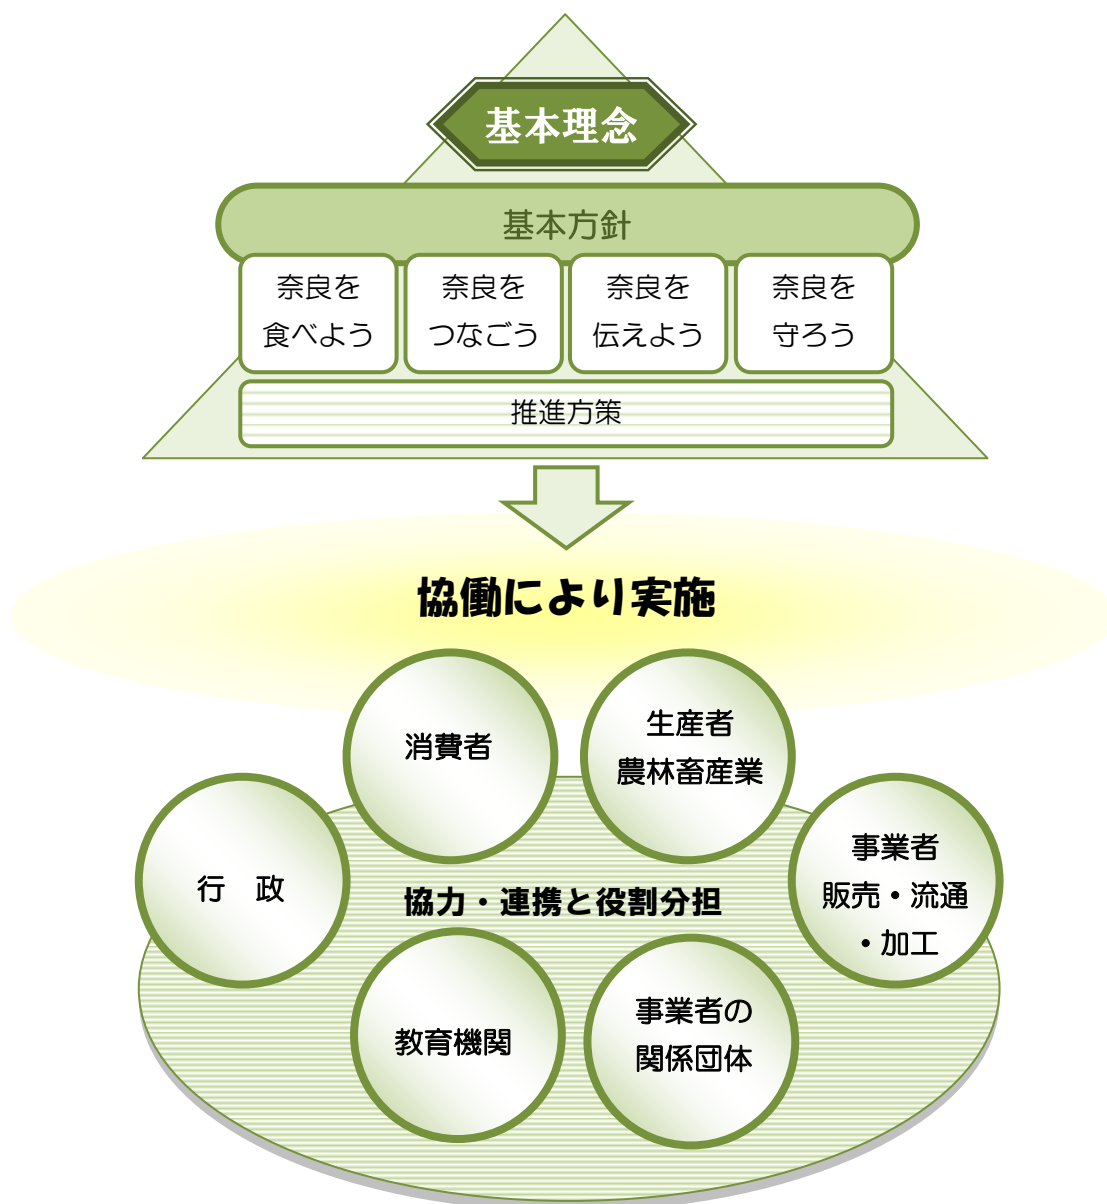 基本理念
基本方針
奈良を
食べよう
奈良を
つなごう
奈良を
伝えよう
奈良を
守ろう
推進方策
協働により実施
消費者
生産者
農林畜産業
行　政
事業者
販売・流通
・加工
協力・連携と役割分担
教育機関
事業者の
関係団体